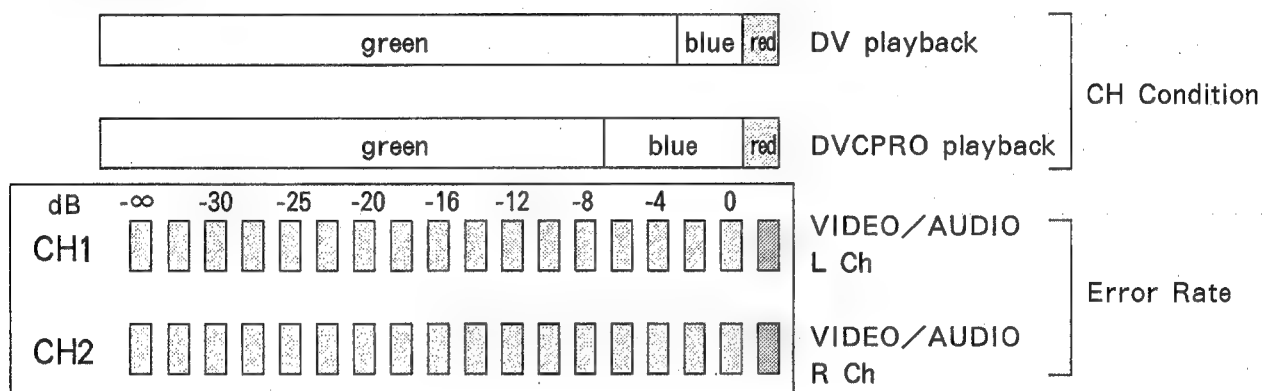 green blue red DV playback
CH Condition
green blue red DVCPRO playback
dB -∞ -30 -25 -20 -16 -12 -8 -4 0
CH1 VIDEO／AUDIO
L Ch
Error Rate
CH2 VIDEO／AUDIO
R Ch